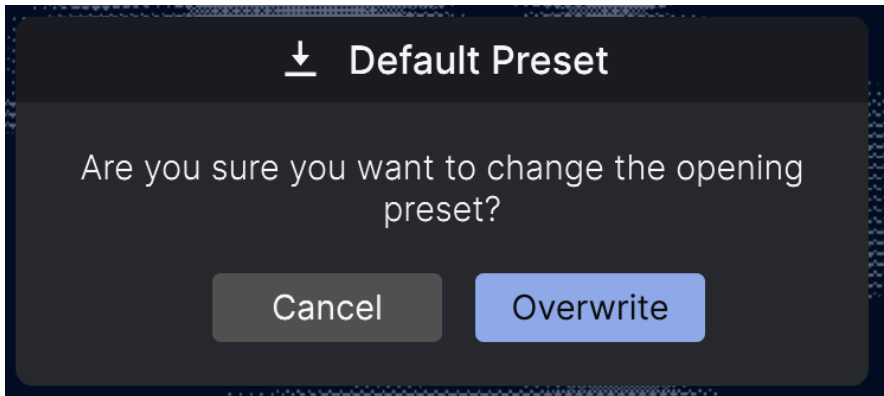 Default Preset
Are you sure you want to change the opening
preset?
Cancel
Overwrite